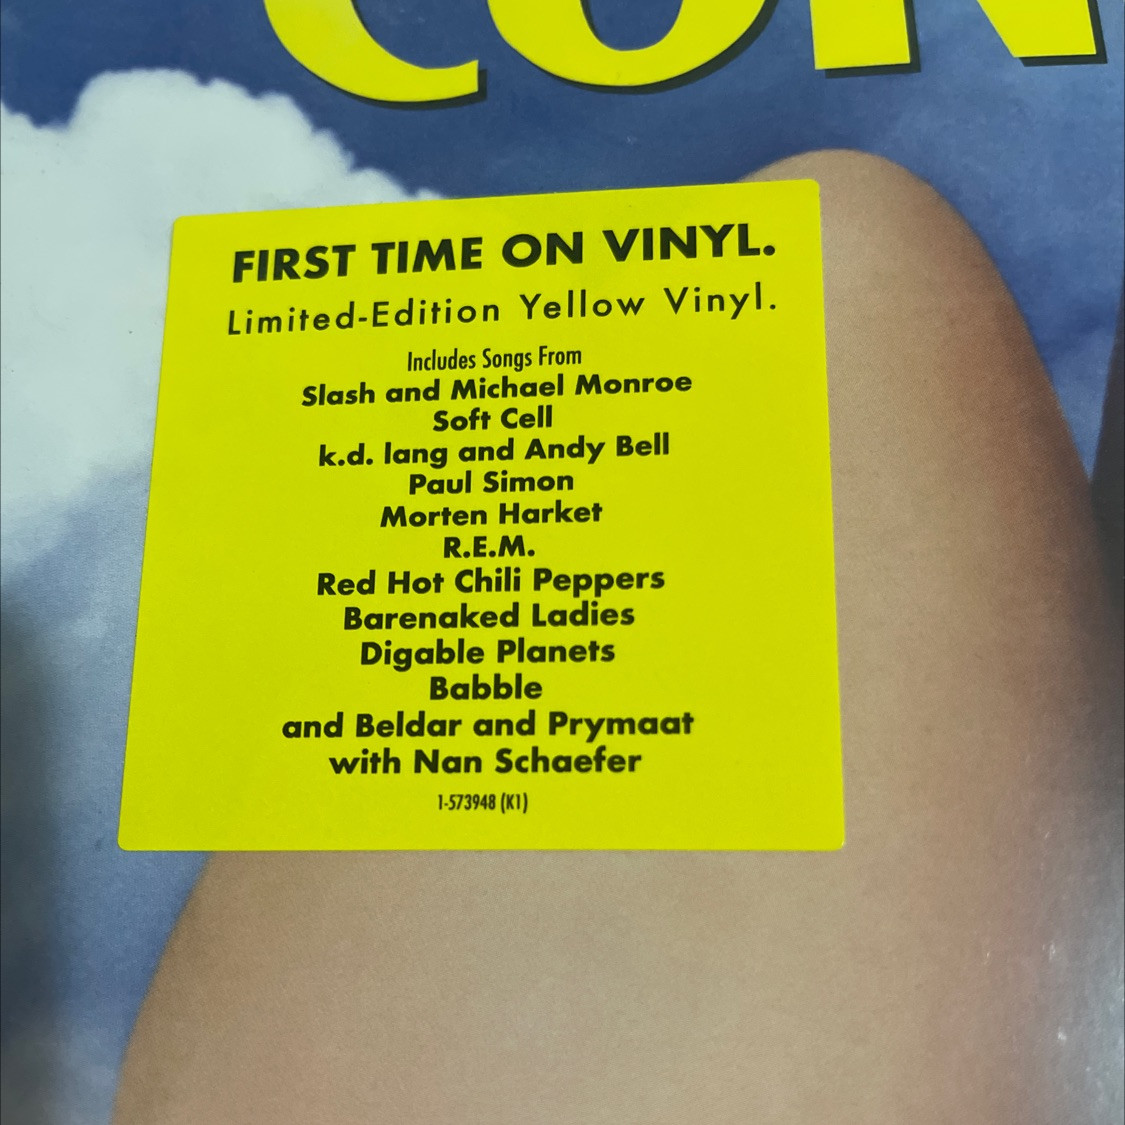 CON
FIRST TIME ON VINYL.
Limited-Edition Yellow Vinyl.
Includes Songs From
Slash and Michael Monroe
Soft Cell
k.d. lang and Andy Bell
Paul Simon
Morten Harket
R.E.M.
Red Hot Chili Peppers
Barenaked Ladies
Digable Planets
Babble
and Beldar and Prymaat
with Nan Schaefer
1-573948 (K1)